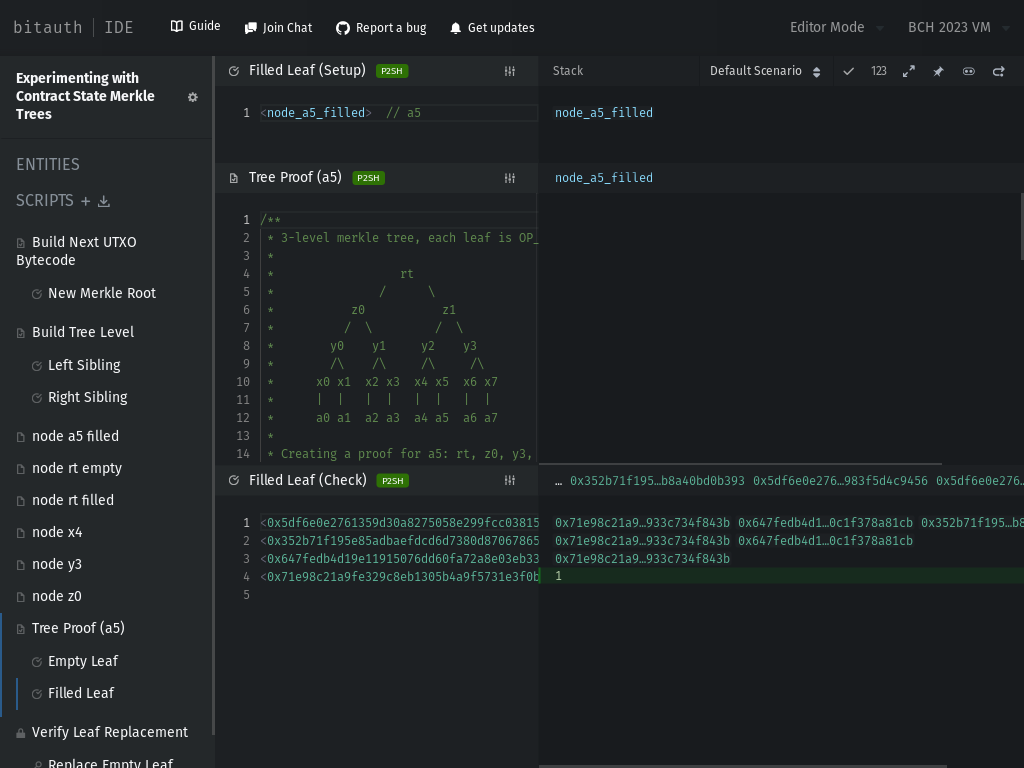 bitauth | IDE
Guide
Join Chat
Report a bug
Get updates
Editor Mode
BCH 2023 VM
Experimenting with
Contract State Merkle
Trees
ENTITIES
SCRIPTS +
Build Next UTXO
Bytecode
New Merkle Root
Build Tree Level
Left Sibling
Right Sibling
node a5 filled
node rt empty
node rt filled
node x4
node y3
node z0
Tree Proof (a5)
Empty Leaf
Filled Leaf
Verify Leaf Replacement
Replace Empty Leaf
Filled Leaf (Setup) P2SH
1 <node_a5_filled> // a5
Stack
Default Scenario
123
node_a5_filled
Tree Proof (a5) P2SH
node_a5_filled
1 /**
2 * 3-level merkle tree, each leaf is OP_
3 *
4 * rt
5 * / \
6 * z0 z1
7 * / \ / \
8 * y0 y1 y2 y3
9 * /\ /\ /\ /\
10 * x0 x1 x2 x3 x4 x5 x6 x7
11 * | | | | | | | |
12 * a0 a1 a2 a3 a4 a5 a6 a7
13 *
14 * Creating a proof for a5: rt, z0, y3,
Filled Leaf (Check) P2SH
… 0x352b71f195…b8a40bd0b393 0x5df6e0e276…983f5d4c9456 0x5df6e0e276…
1 <0x5df6e0e2761359d30a8275058e299fcc03815
2 <0x352b71f195e85adbaefdcd6d7380d87067865
3 <0x647fedb4d19e11915076dd60fa72a8e03eb33
4 <0x71e98c21a9fe329c8eb1305b4a9f5731e3f0b
5
0x71e98c21a9…933c734f843b 0x647fedb4d1…0c1f378a81cb 0x352b71f195…b8
0x71e98c21a9…933c734f843b 0x647fedb4d1…0c1f378a81cb
0x71e98c21a9…933c734f843b
1